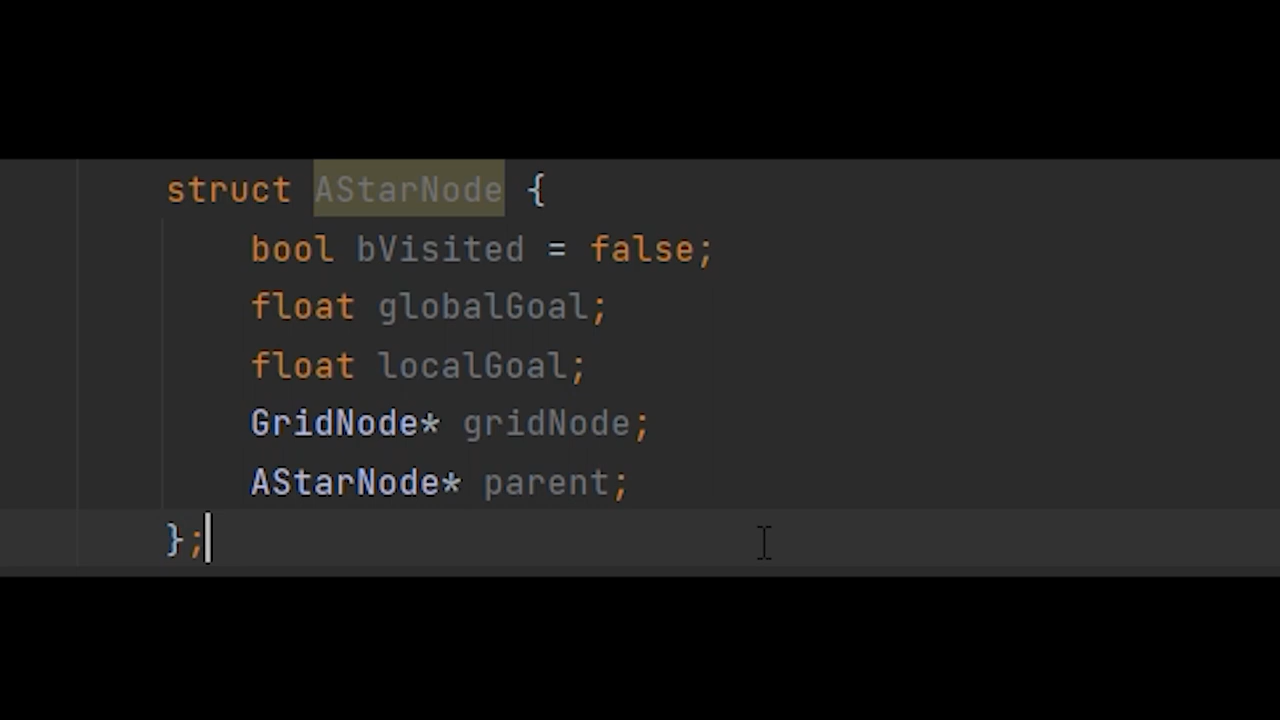 struct AStarNode {
bool bVisited = false;
float globalGoal;
float localGoal;
GridNode* gridNode;
AStarNode* parent;
};